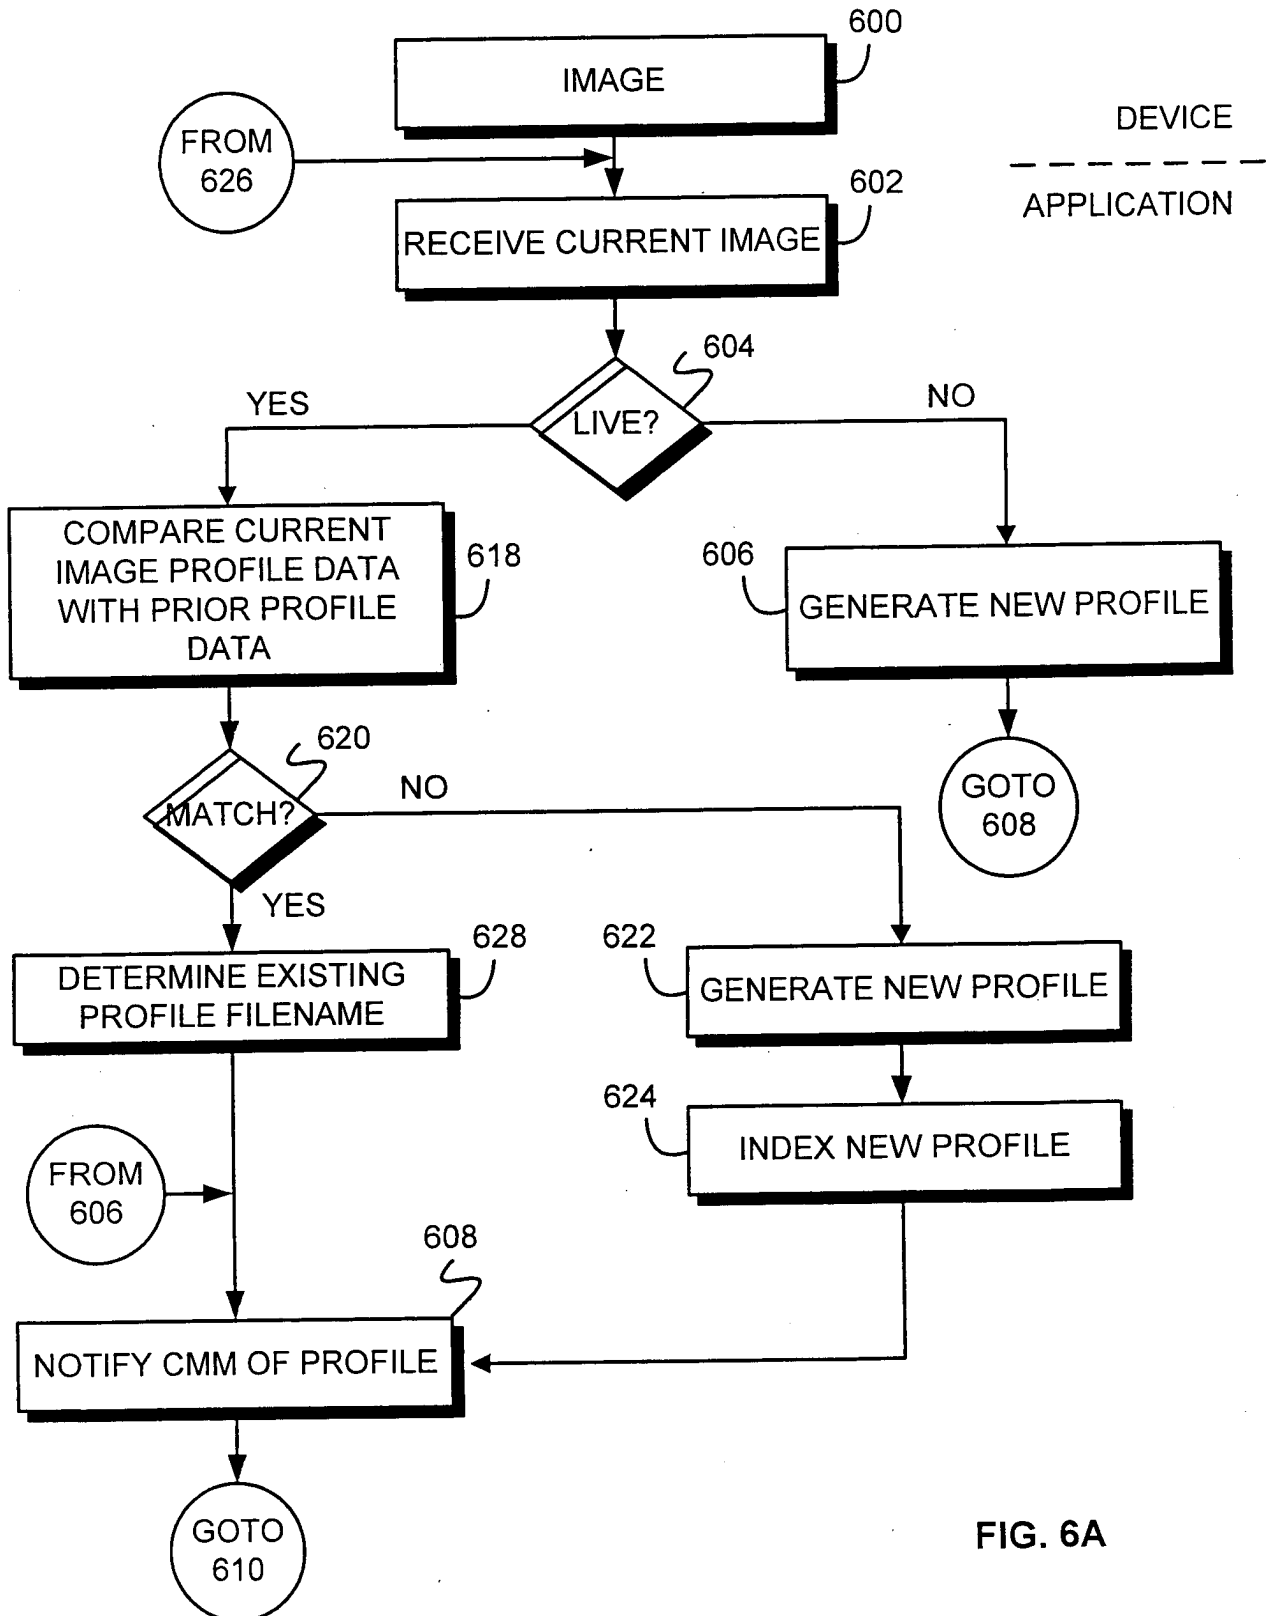 600
IMAGE
DEVICE
FROM
626
602
APPLICATION
RECEIVE CURRENT IMAGE
604
YES
NO
LIVE?
COMPARE CURRENT
IMAGE PROFILE DATA
WITH PRIOR PROFILE
DATA
618
606
GENERATE NEW PROFILE
620
NO
MATCH?
GOTO
608
YES
628
622
DETERMINE EXISTING
PROFILE FILENAME
GENERATE NEW PROFILE
624
INDEX NEW PROFILE
FROM
606
608
NOTIFY CMM OF PROFILE
GOTO
610
FIG. 6A